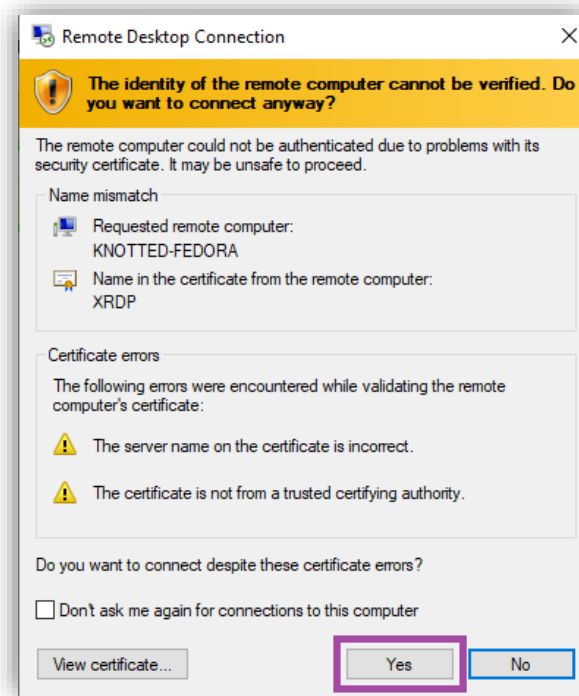 Remote Desktop Connection
The identity of the remote computer cannot be verified. Do
you want to connect anyway?
The remote computer could not be authenticated due to problems with its
security certificate. It may be unsafe to proceed.
Name mismatch
Requested remote computer:
KNOTTED-FEDORA
Name in the certificate from the remote computer:
XRDP
Certificate errors
The following errors were encountered while validating the remote
computer's certificate:
The server name on the certificate is incorrect.
The certificate is not from a trusted certifying authority.
Do you want to connect despite these certificate errors?
Don't ask me again for connections to this computer
View certificate... Yes No